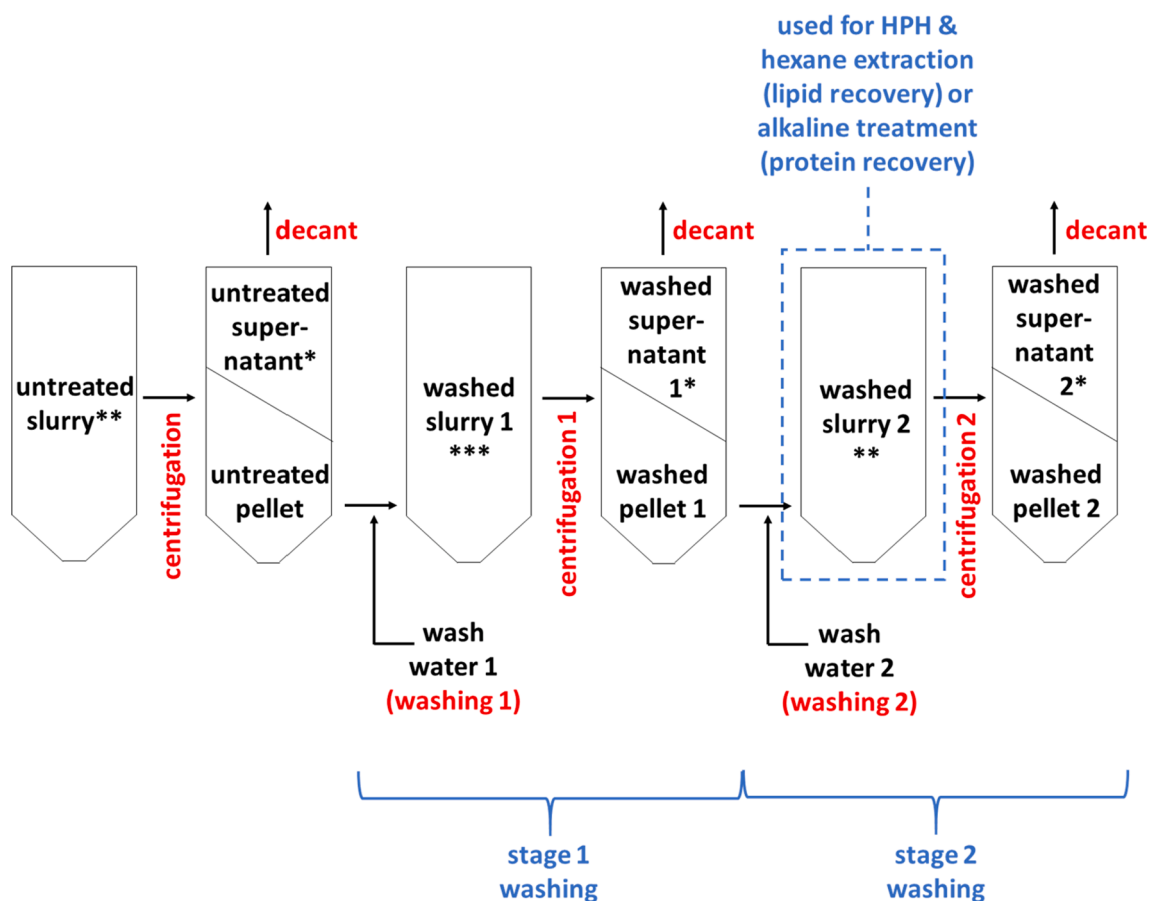 used for HPH &
hexane extraction
(lipid recovery) or
alkaline treatment
(protein recovery)
decant
decant
decant
untreated
slurry**
centrifugation
untreated
super-
natant*
untreated
pellet
washed
slurry 1
***
centrifugation 1
washed
super-
natant
1*
washed
pellet 1
washed
slurry 2
**
centrifugation 2
washed
super-
natant
2*
washed
pellet 2
wash
water 1
(washing 1)
wash
water 2
(washing 2)
stage 1
washing
stage 2
washing